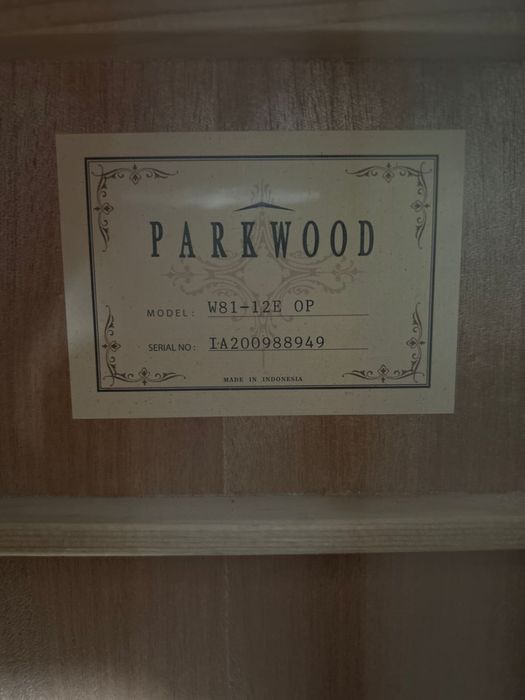 PARKWOOD
MODEL: W81-12E OP
SERIAL NO: IA200988949
MADE IN INDONESIA